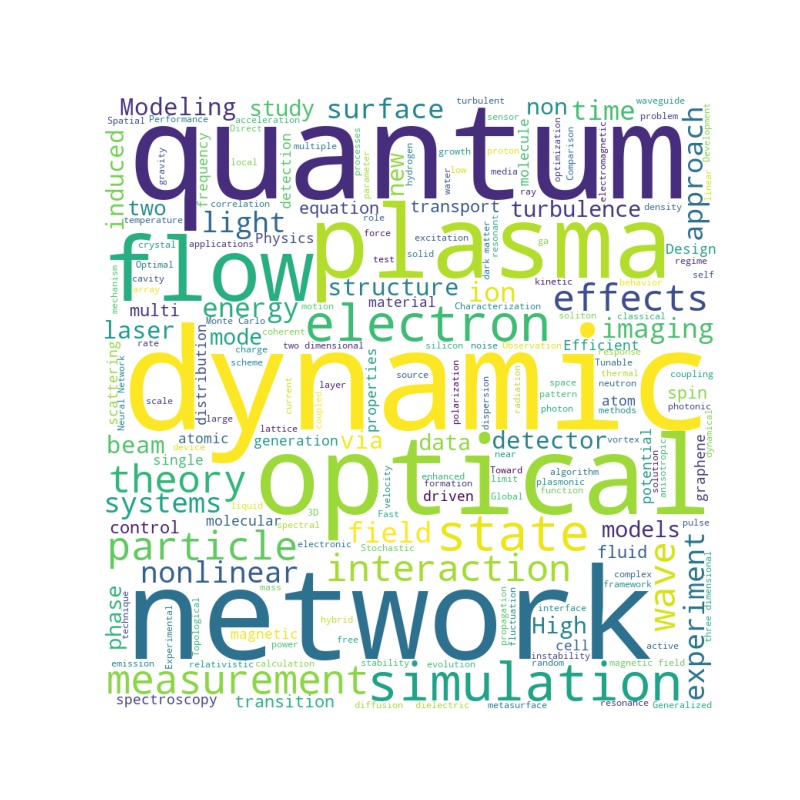 Modeling
study
surface
turbulent
non
time
waveguide
problem
Spatial
Performance
acceleration
Direct
multiple
sensor
quantum
induced
gravity
frequency
local
detection
processes
parameter
new
hydrogen
growth
water
low
proton
media
molecule
ray
optimization
Comparison
electromagnetic
approach
linear
Development
two
temperature
correlation
light
equation
role
transport
turbulence
density
crystal
applications
Physics
force
excitation
resonant
dark matter
ga
Design
regime
self
flow
plasma
mechanism
Optimal
cavity
array
test
solid
structure
ion
kinetic
effects
behavior
multi
energy
motion
material
Characterization
soliton
classical
laser
Monte Carlo
coherent
mode
electron
imaging
rate
charge
two dimensional
silicon
noise
Observation
Efficient
response
scattering
Neural Network
scheme
distribution
dynamic
Tunable
thermal
coupling
scale
large
current
coupled
layer
lattice
properties
source
polarization
dispersion
radiation
space
pattern
photon
neutron
atom
methods
spin
photonic
dynamical
beam
device
atomic
generation
via
data
near
detector
vortex
potential
solution
anisotropic
graphene
theory
single
optical
enhanced
formation
driven
Toward
limit
Global
algorithm
plasmonic
function
systems
liquid
velocity
Fast
3D
spectral
control
molecular
field
state
models
pulse
particle
electronic
Stochastic
interaction
fluid
nonlinear
mass
complex
framework
Wave
experiment
three dimensional
phase
technique
Experimental
Topological
network
magnetic
hybrid
power
free
propagation
fluctuation
interface
High
cell
instability
active
emission
relativistic
calculation
stability
evolution
random
magnetic field
measurement
simulation
spectroscopy
transition
diffusion
dielectric
metasurface
resonance
Generalized